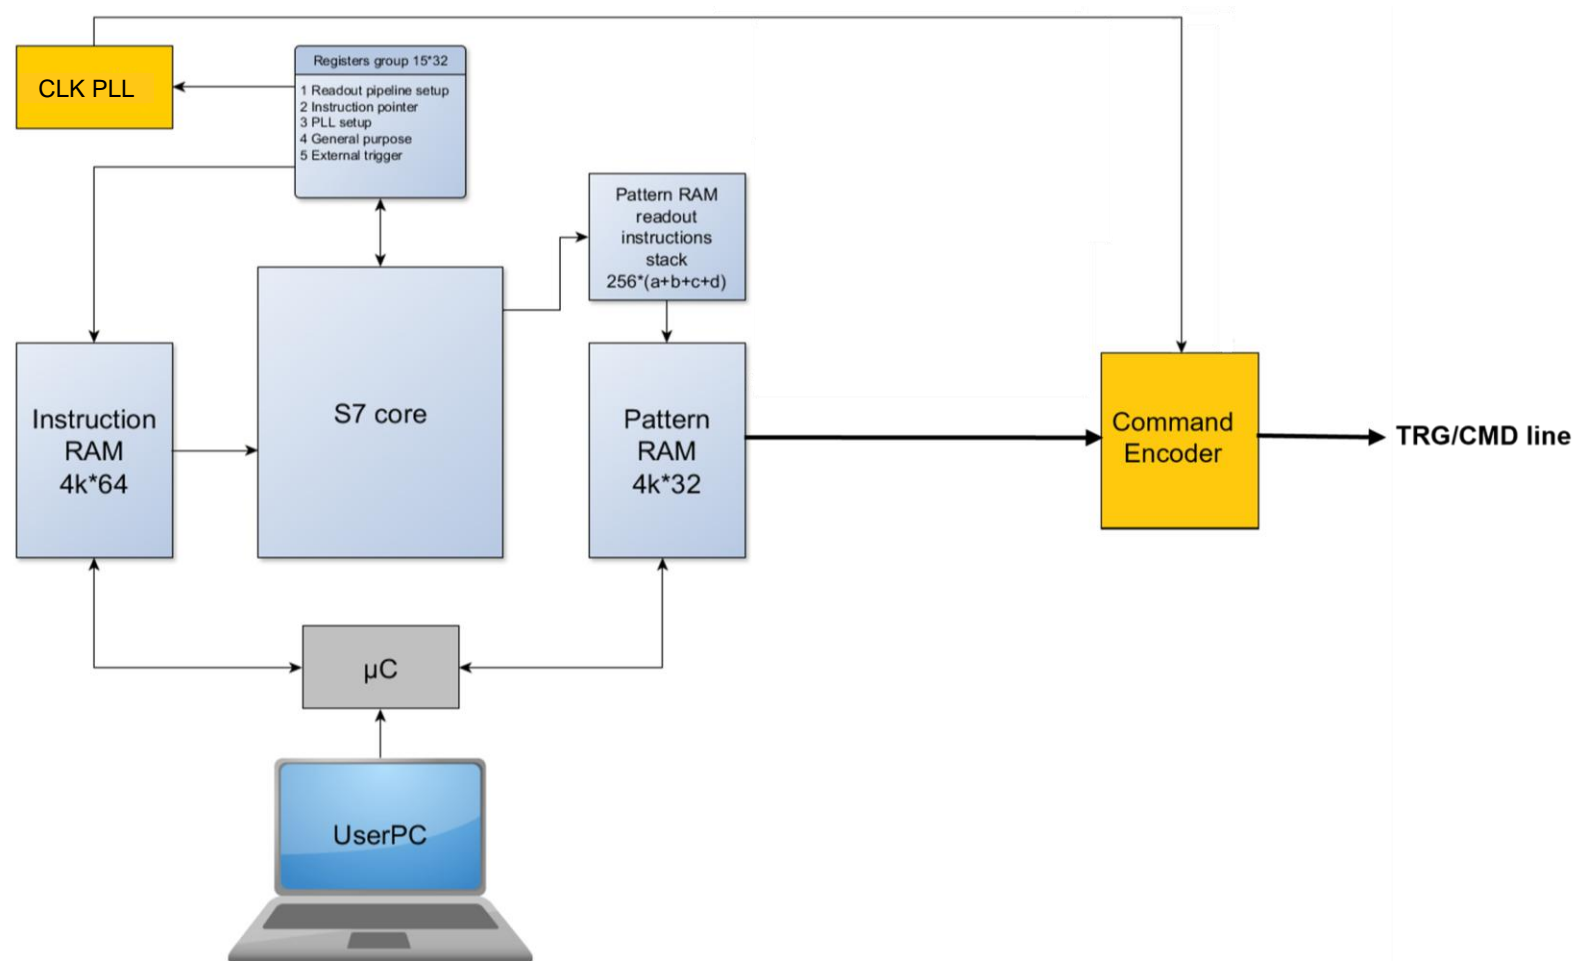 CLK PLL
Registers group 15*32
1 Readout pipeline setup
2 Instruction pointer
3 PLL setup
4 General purpose
5 External trigger
Pattern RAM
readout
instructions
stack
256*(a+b+c+d)
Instruction
RAM
4k*64
S7 core
Pattern
RAM
4k*32
Command
Encoder
TRG/CMD line
µC
UserPC